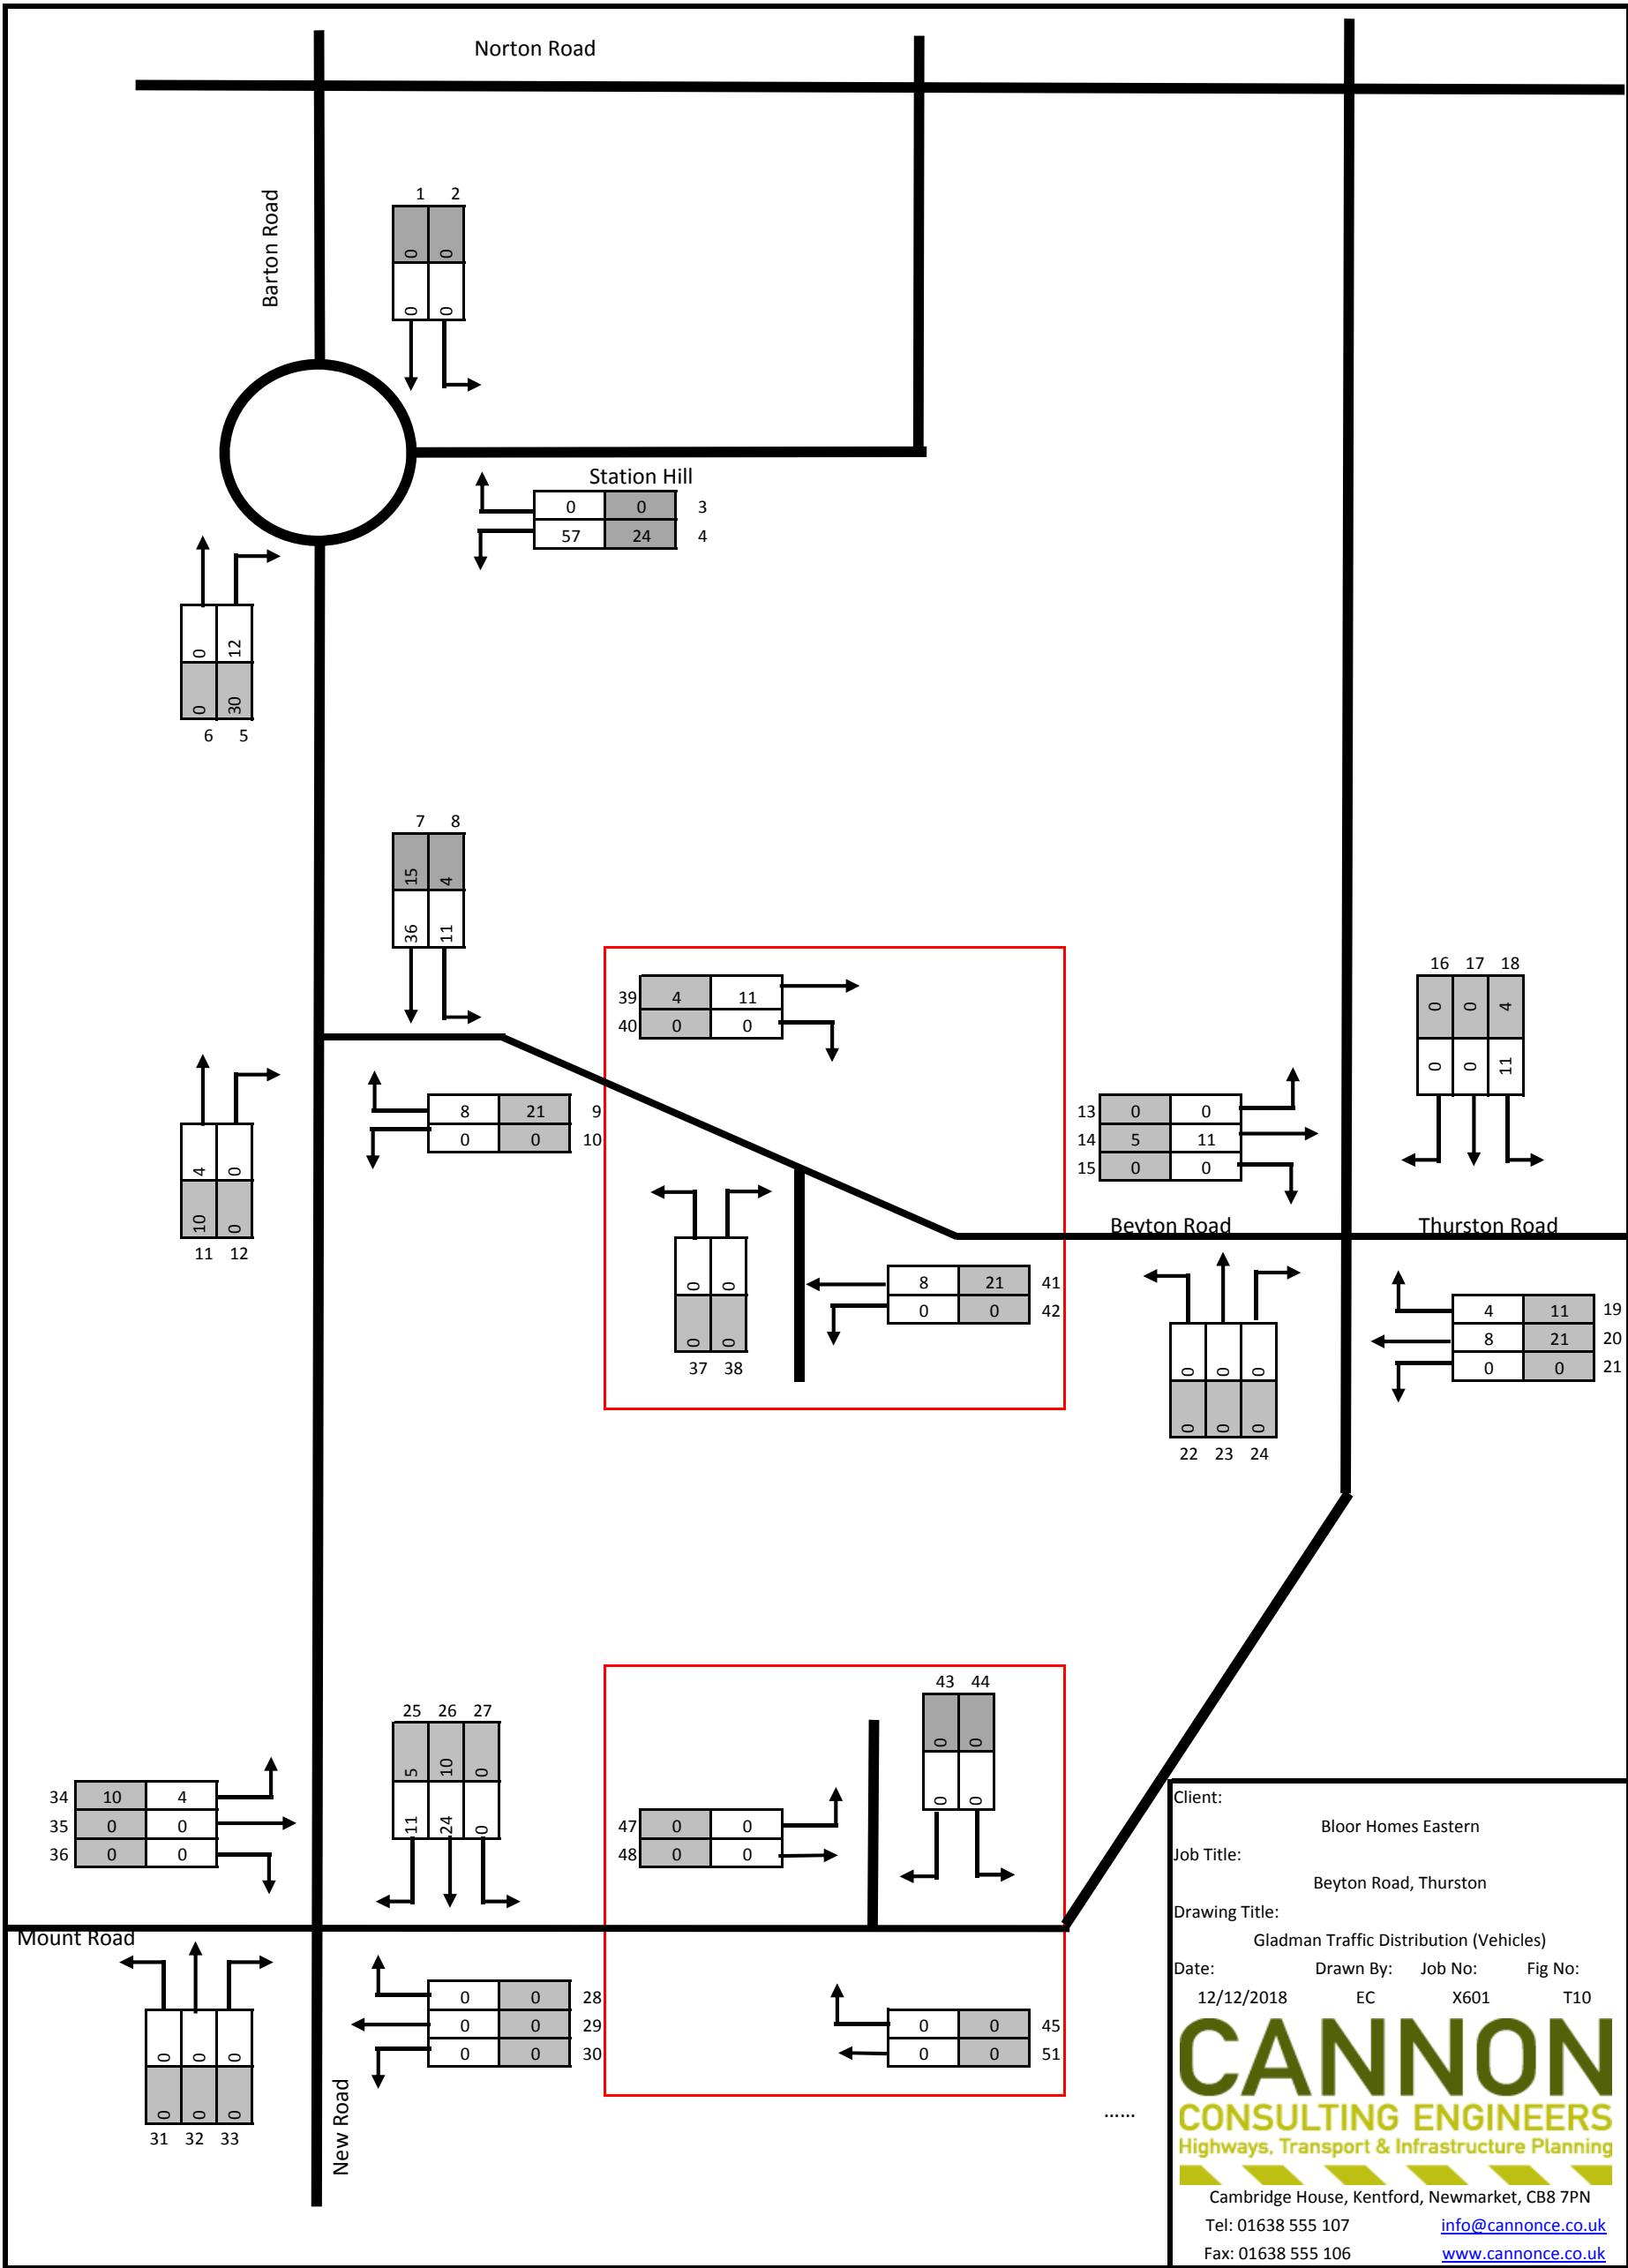 Norton Road
Barton Road
1 2
0 0
0 0
Station Hill
0 0 3
57 24 4
0 12
0 30
6 5
7 8
15 4
36 11
39 4 11
40 0 0
16 17 18
0 0 4
0 0 11
8 21 9
0 0 10
13 0 0
14 5 11
15 0 0
4 0
10 0
11 12
Beyton Road
Thurston Road
0 0
0 0
37 38
8 21 41
0 0 42
0 0 0
0 0 0
22 23 24
4 11 19
8 21 20
0 0 21
43 44
0 0
0 0
25 26 27
5 10 0
11 24 0
34 10 4
35 0 0
36 0 0
47 0 0
48 0 0
Mount Road
0 0 0
0 0 0
31 32 33
New Road
0 0 28
0 0 29
0 0 30
0 0 45
0 0 51
......
Client:
Bloor Homes Eastern
Job Title:
Beyton Road, Thurston
Drawing Title:
Gladman Traffic Distribution (Vehicles)
Date: Drawn By: Job No: Fig No:
12/12/2018 EC X601 T10
CANNON
CONSULTING ENGINEERS
Highways, Transport & Infrastructure Planning
Cambridge House, Kentford, Newmarket, CB8 7PN
Tel: 01638 555 107 info@cannonce.co.uk
Fax: 01638 555 106 www.cannonce.co.uk